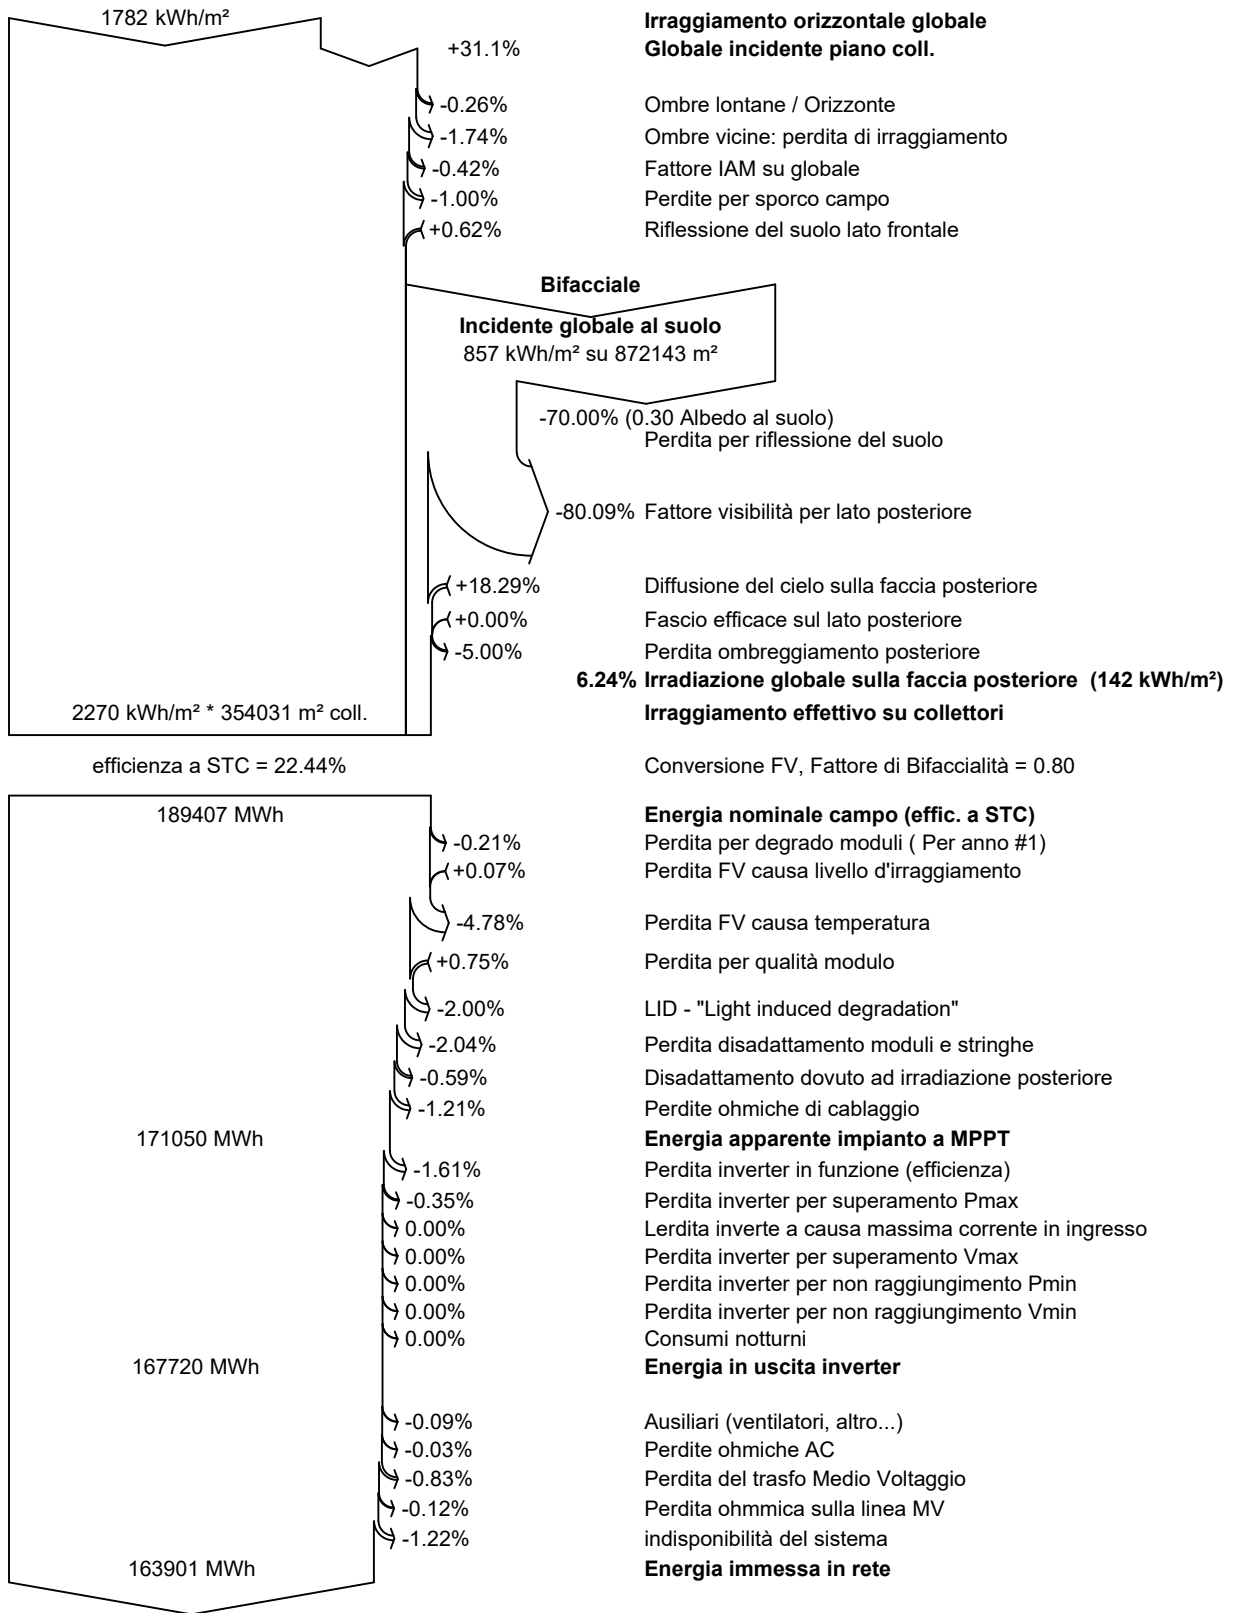 1782 kWh/m² Irraggiamento orizzontale globale
+31.1% Globale incidente piano coll.
-0.26% Ombre lontane / Orizzonte
-1.74% Ombre vicine: perdita di irraggiamento
-0.42% Fattore IAM su globale
-1.00% Perdite per sporco campo
+0.62% Riflessione del suolo lato frontale
Bifacciale
Incidente globale al suolo
857 kWh/m² su 872143 m²
-70.00% (0.30 Albedo al suolo)
Perdita per riflessione del suolo
-80.09% Fattore visibilità per lato posteriore
+18.29% Diffusione del cielo sulla faccia posteriore
+0.00% Fascio efficace sul lato posteriore
-5.00% Perdita ombreggiamento posteriore
6.24% Irradiazione globale sulla faccia posteriore (142 kWh/m²)
2270 kWh/m² * 354031 m² coll. Irraggiamento effettivo su collettori
efficienza a STC = 22.44% Conversione FV, Fattore di Bifaccialità = 0.80
189407 MWh Energia nominale campo (effic. a STC)
-0.21% Perdita per degrado moduli ( Per anno #1)
+0.07% Perdita FV causa livello d'irraggiamento
-4.78% Perdita FV causa temperatura
+0.75% Perdita per qualità modulo
-2.00% LID - "Light induced degradation"
-2.04% Perdita disadattamento moduli e stringhe
-0.59% Disadattamento dovuto ad irradiazione posteriore
-1.21% Perdite ohmiche di cablaggio
171050 MWh Energia apparente impianto a MPPT
-1.61% Perdita inverter in funzione (efficienza)
-0.35% Perdita inverter per superamento Pmax
0.00% Lerdita inverte a causa massima corrente in ingresso
0.00% Perdita inverter per superamento Vmax
0.00% Perdita inverter per non raggiungimento Pmin
0.00% Perdita inverter per non raggiungimento Vmin
0.00% Consumi notturni
167720 MWh Energia in uscita inverter
-0.09% Ausiliari (ventilatori, altro...)
-0.03% Perdite ohmiche AC
-0.83% Perdita del trasfo Medio Voltaggio
-0.12% Perdita ohmmica sulla linea MV
-1.22% indisponibilità del sistema
163901 MWh Energia immessa in rete